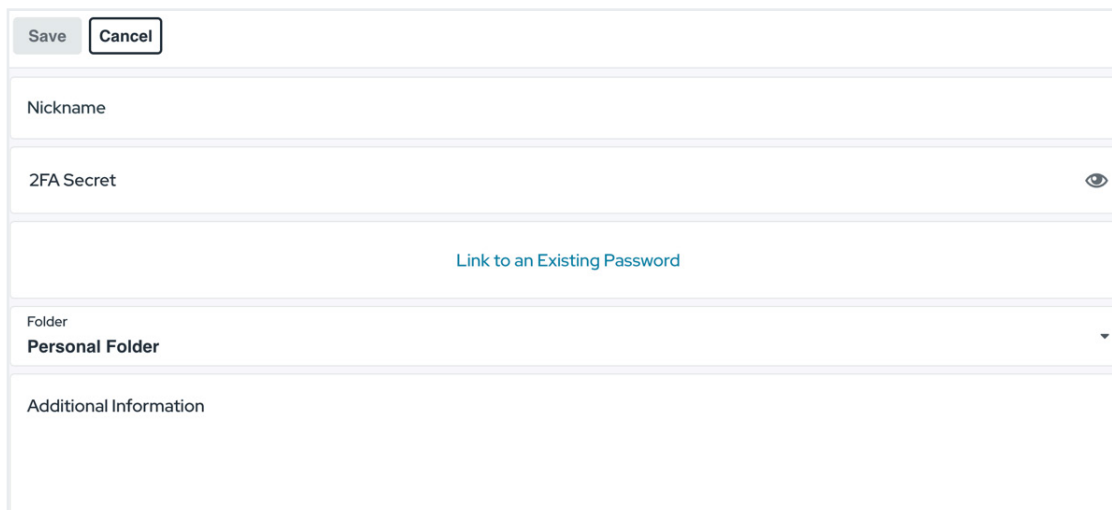 Save Cancel
Nickname
2FA Secret
Link to an Existing Password
Folder
Personal Folder
Additional Information